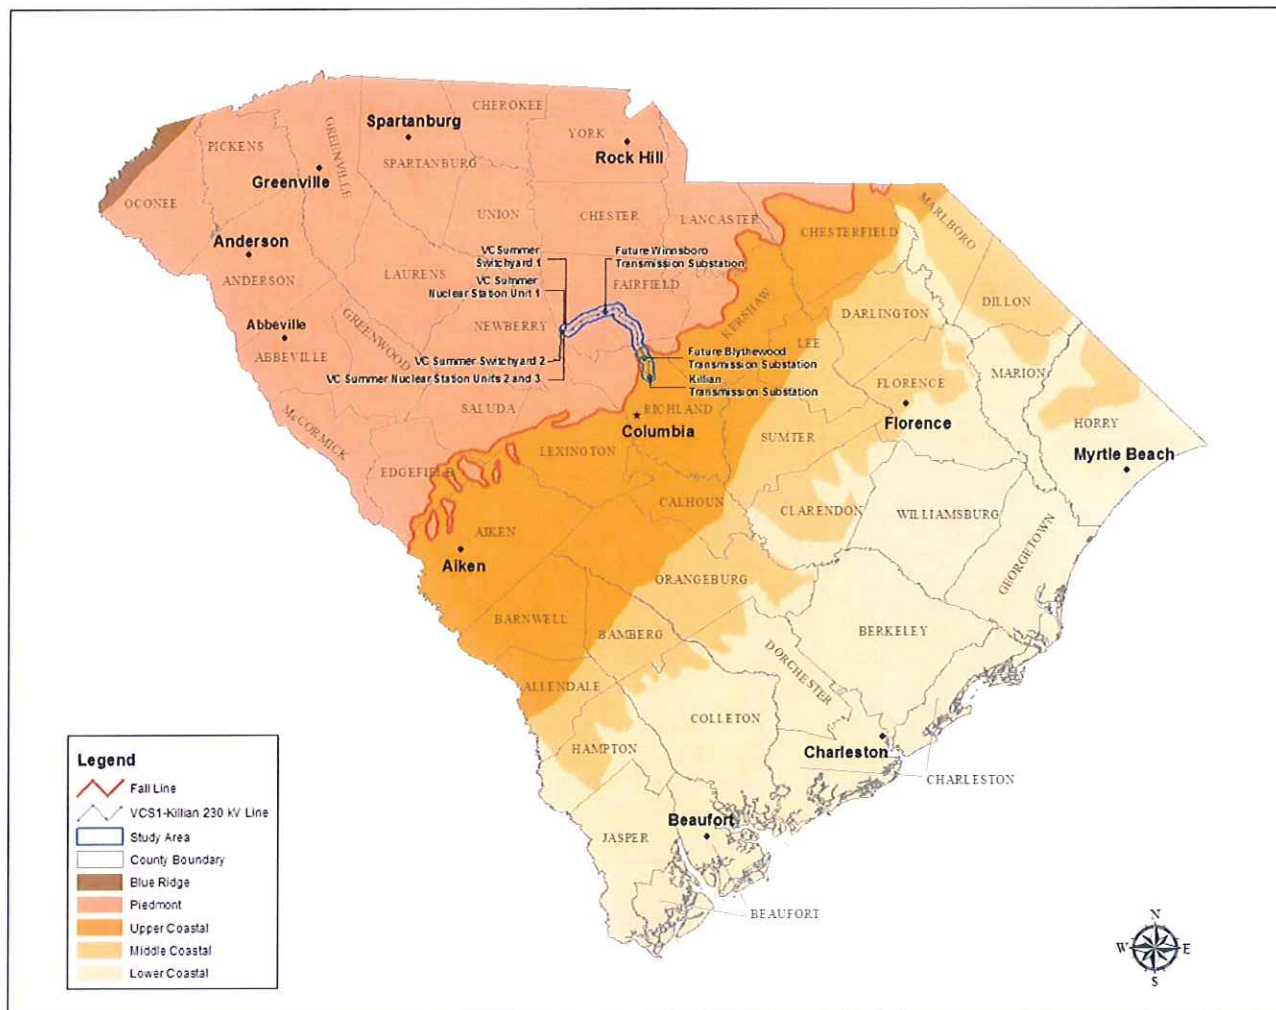 CHEROKEE
Spartanburg
YORK
PICKENS
GREENVILLE
SPARTANBURG
Rock Hill
Greenville
OCONEE
UNION
CHESTER
LANCASTER
MARLBORO
CHESTERFIELD
Anderson
VC Summer
Switchyard 1
Future Winnsboro
Transmission Substation
ANDERSON
LAURENS
VC Summer
Nuclear Station Unit 1
FAIRFIELD
KERSHAW
DILLON
DARLINGTON
Abbeville
GREENWOOD
NEWBERRY
LEE
ABBEVILLE
VC Summer Switchyard 2
Future Blythewood
Transmission Substation
MARION
VC Summer Nuclear Station Units 2 and 3
Killian
Transmission Substation
FLORENCE
McCORMICK
SALUDA
RICHLAND
Columbia
Florence
HORRY
SUMTER
EDGEFIELD
LEXINGTON
Myrtle Beach
CALHOUN
CLARENDON
WILLIAMSBURG
AIKEN
Aiken
GEORGETOWN
ORANGEBURG
BARNWELL
BAMBERG
BERKELEY
DORCHESTER
ALLENDALE
COLLETON
HAMPTON
Charleston
CHARLESTON
Beaufort
JASPER
BEAUFORT
Legend
Fall Line
VCS1-Killian 230 kV Line
Study Area
County Boundary
Blue Ridge
Piedmont
Upper Coastal
Middle Coastal
Lower Coastal
N
W E
S